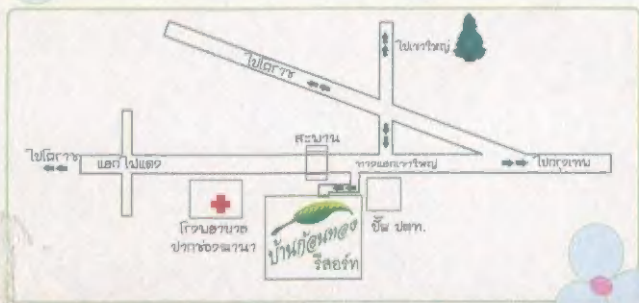 ไปเขาใหญ่
ไปโคราช
สะพาน
ไปโคราช
แยกไฟแดง
ทางแยกเขาใหญ่
ไปกรุงเทพ
โรงพยาบาล
ปากช่องนานา
บ้านก้อนทอง
รีสอร์ท
ปั๊ม ปตท.